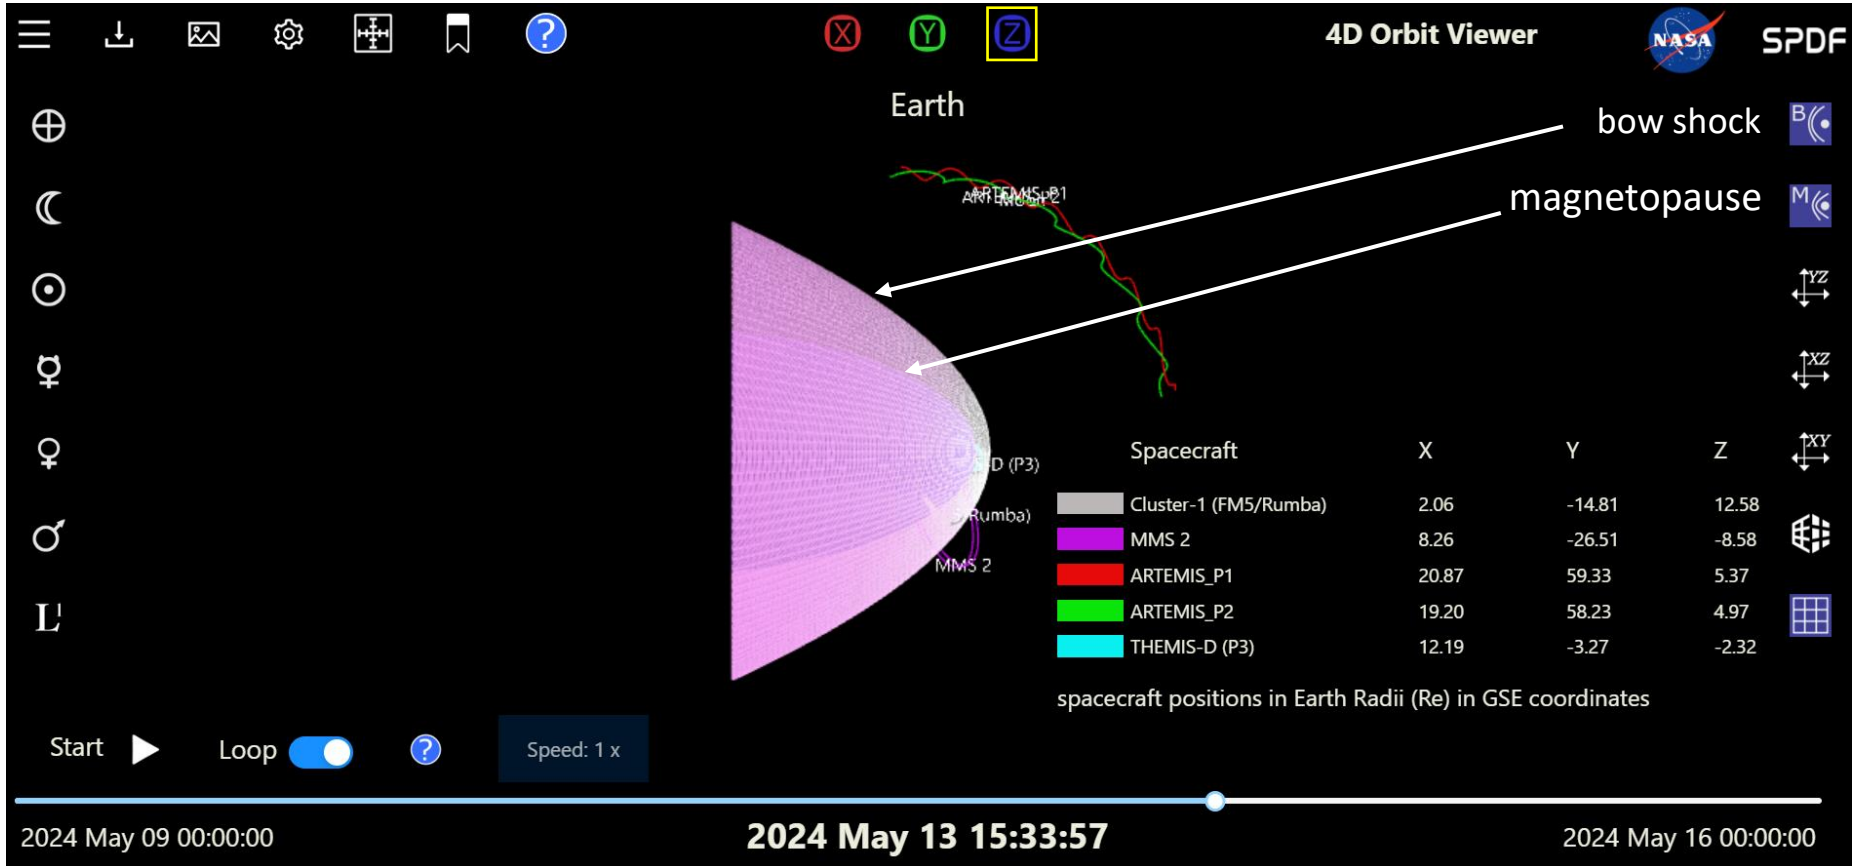 X Y Z 4D Orbit Viewer NASA SPDF
Earth
bow shock B
magnetopause M
ARTEMIS_P1
YZ
XZ
XY
D (P3)
Rumba)
MMS 2
Spacecraft X Y Z
Cluster-1 (FM5/Rumba) 2.06 -14.81 12.58
MMS 2 8.26 -26.51 -8.58
ARTEMIS_P1 20.87 59.33 5.37
ARTEMIS_P2 19.20 58.23 4.97
THEMIS-D (P3) 12.19 -3.27 -2.32
spacecraft positions in Earth Radii (Re) in GSE coordinates
L'
Start Loop ? Speed: 1 x
2024 May 09 00:00:00 2024 May 13 15:33:57 2024 May 16 00:00:00